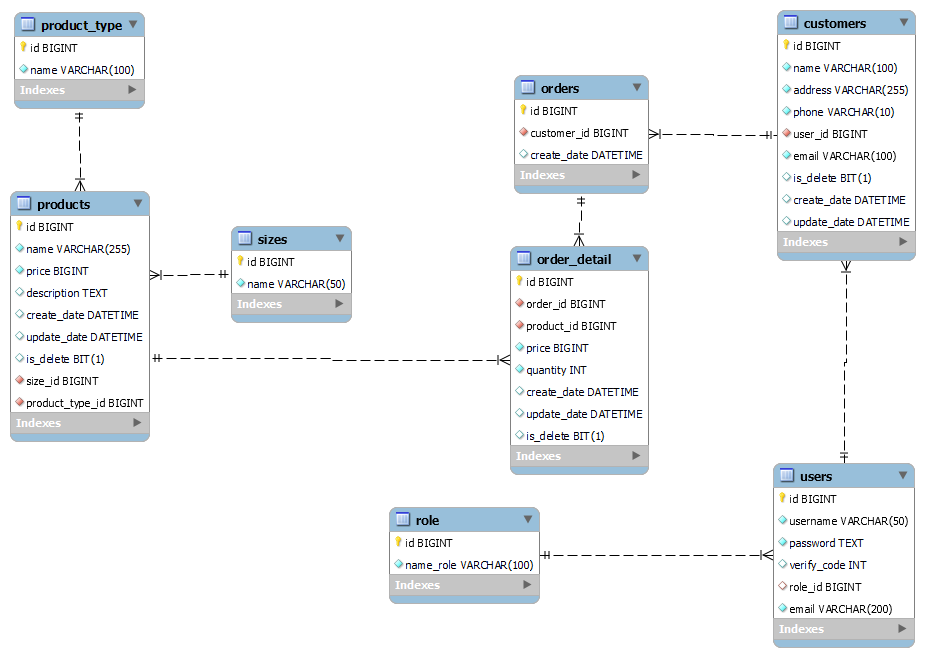 product_type
id BIGINT
name VARCHAR(100)
Indexes
products
id BIGINT
name VARCHAR(255)
price BIGINT
description TEXT
create_date DATETIME
update_date DATETIME
is_delete BIT(1)
size_id BIGINT
product_type_id BIGINT
Indexes
sizes
id BIGINT
name VARCHAR(50)
Indexes
orders
id BIGINT
customer_id BIGINT
create_date DATETIME
Indexes
order_detail
id BIGINT
order_id BIGINT
product_id BIGINT
price BIGINT
quantity INT
create_date DATETIME
update_date DATETIME
is_delete BIT(1)
Indexes
customers
id BIGINT
name VARCHAR(100)
address VARCHAR(255)
phone VARCHAR(10)
user_id BIGINT
email VARCHAR(100)
is_delete BIT(1)
create_date DATETIME
update_date DATETIME
Indexes
role
id BIGINT
name_role VARCHAR(100)
Indexes
users
id BIGINT
username VARCHAR(50)
password TEXT
verify_code INT
role_id BIGINT
email VARCHAR(200)
Indexes